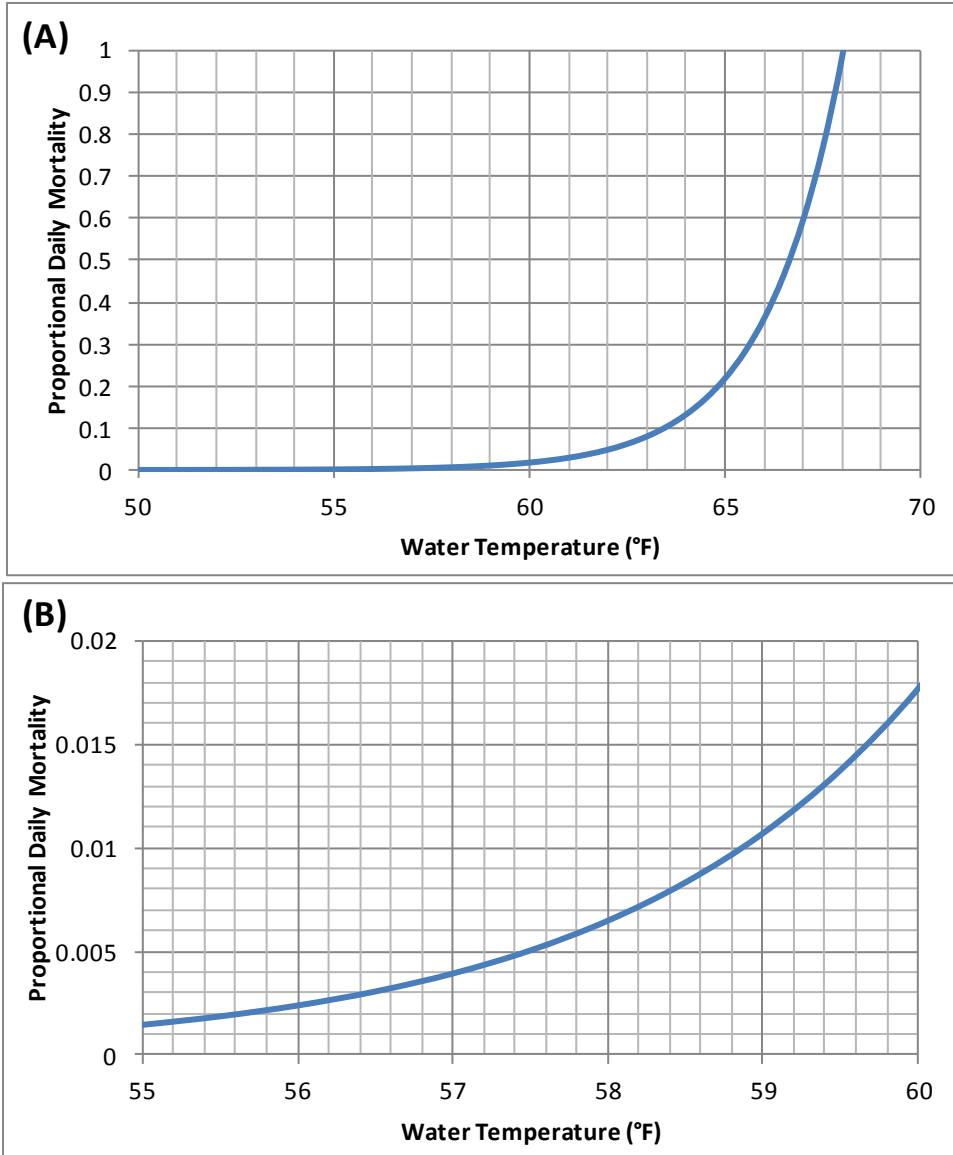 (A)
Proportional Daily Mortality
1
0.9
0.8
0.7
0.6
0.5
0.4
0.3
0.2
0.1
0
50 55 60 65 70
Water Temperature (°F)
(B)
Proportional Daily Mortality
0.02
0.015
0.01
0.005
0
55 56 57 58 59 60
Water Temperature (°F)